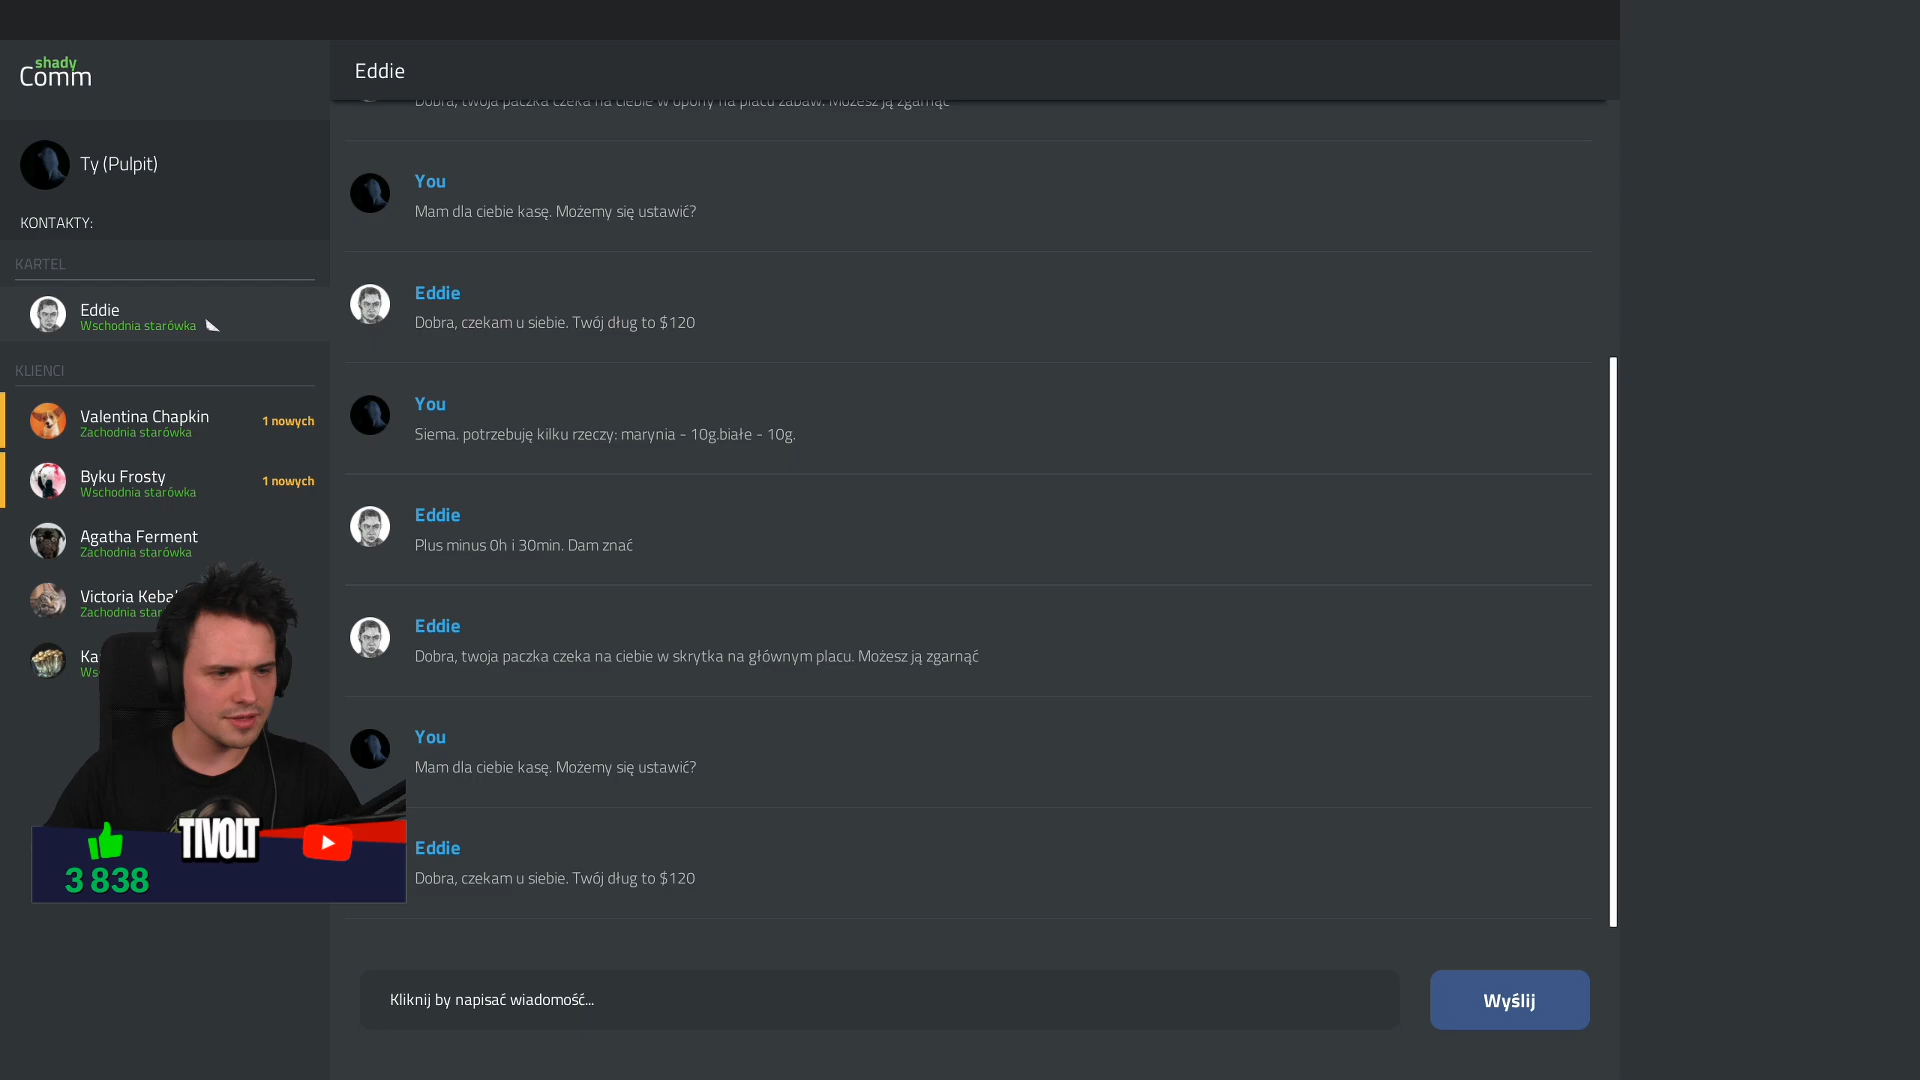 shady
Comm
Ty (Pulpit)
KONTAKTY:
KARTEL
Eddie
Wschodnia starówka
KLIENCI
Valentina Chapkin
Zachodnia starówka
1 nowych
Byku Frosty
Wschodnia starówka
1 nowych
Agatha Ferment
Zachodnia starówka
Victoria
Zachodnia
TIVOLT
3 838
Eddie
Dobra, twoja paczka czeka na ciebie w opony na placu zabaw. Możesz ją zgarnąć
You
Mam dla ciebie kasę. Możemy się ustawić?
Eddie
Dobra, czekam u siebie. Twój dług to $120
You
Siema. potrzebuję kilku rzeczy: marynia - 10g.białe - 10g.
Eddie
Plus minus 0h i 30min. Dam znać
Eddie
Dobra, twoja paczka czeka na ciebie w skrytka na głównym placu. Możesz ją zgarnąć
You
Mam dla ciebie kasę. Możemy się ustawić?
Eddie
Dobra, czekam u siebie. Twój dług to $120
Kliknij by napisać wiadomość...
Wyślij